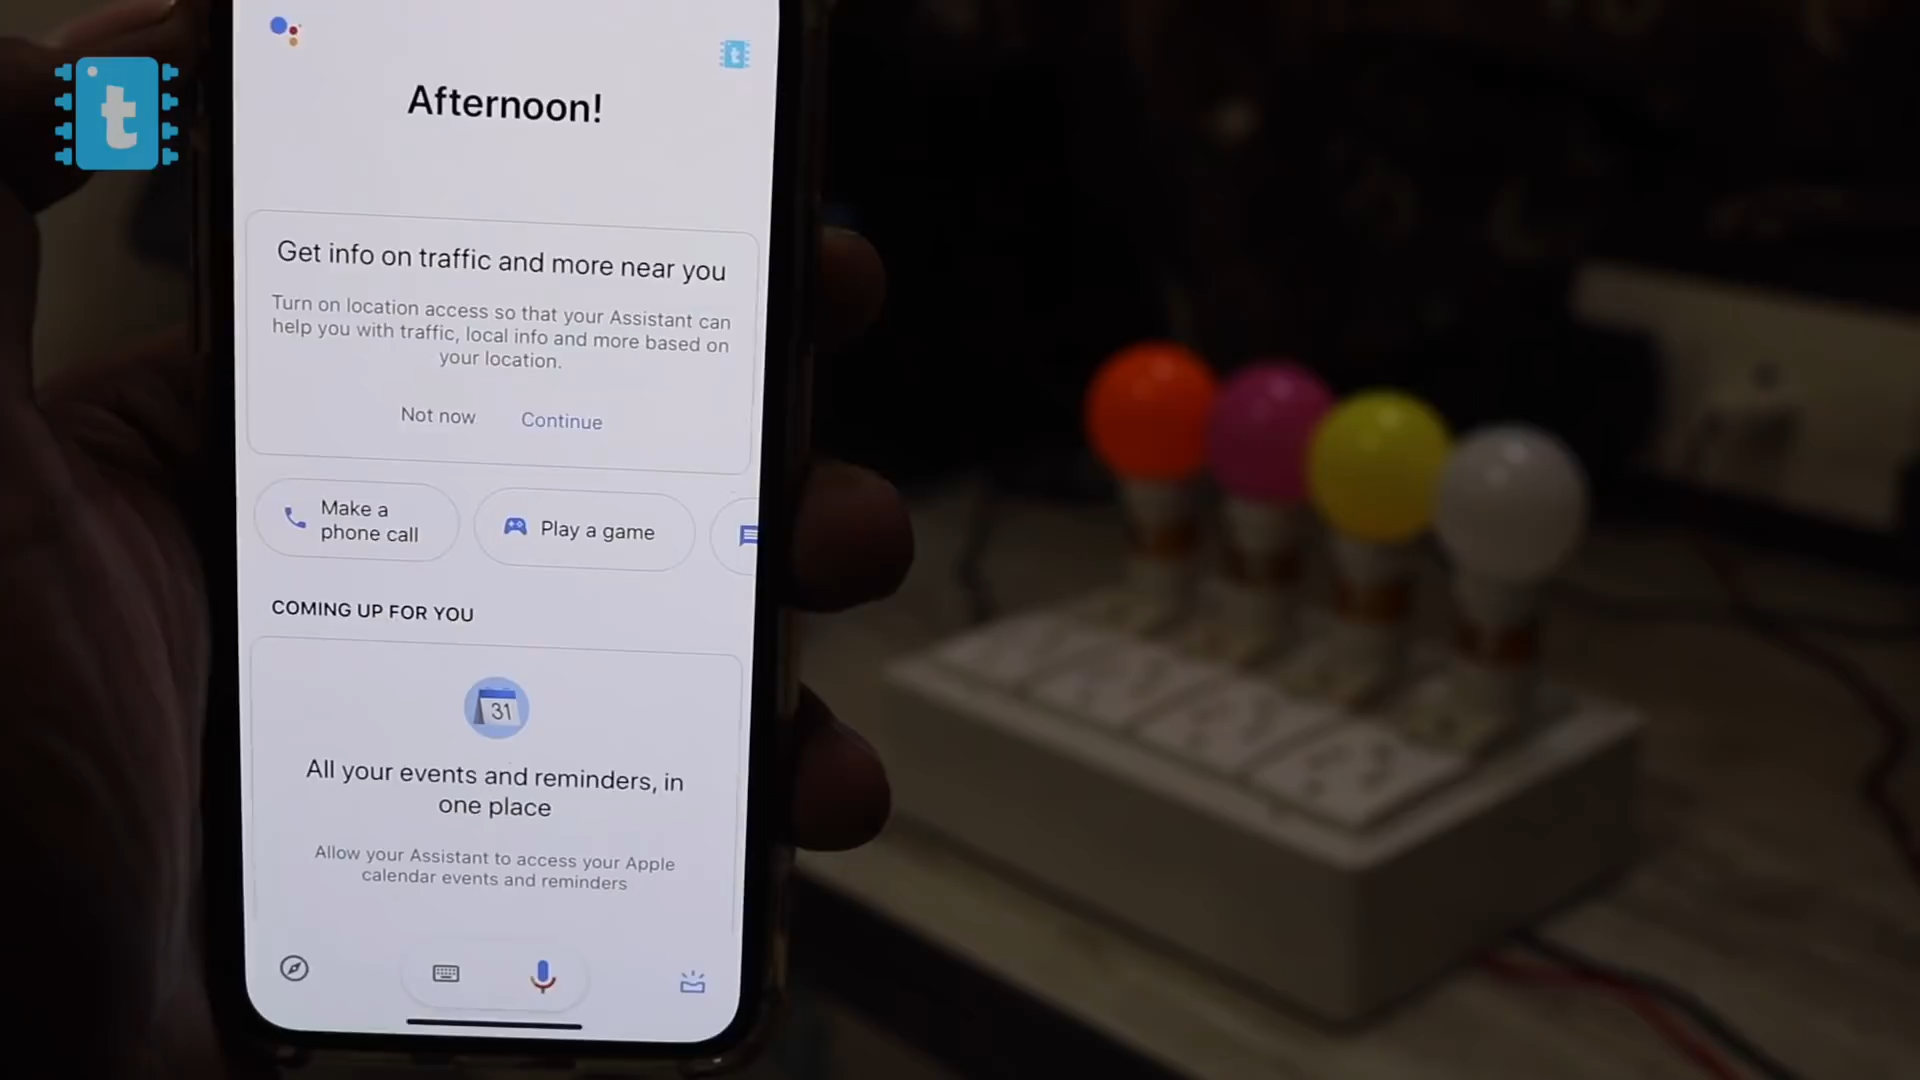 t
t
Afternoon!
Get info on traffic and more near you
Turn on location access so that your Assistant can
help you with traffic, local info and more based on
your location.
Not now
Continue
Make a
phone call
Play a game
COMING UP FOR YOU
31
All your events and reminders, in
one place
Allow your Assistant to access your Apple
calendar events and reminders